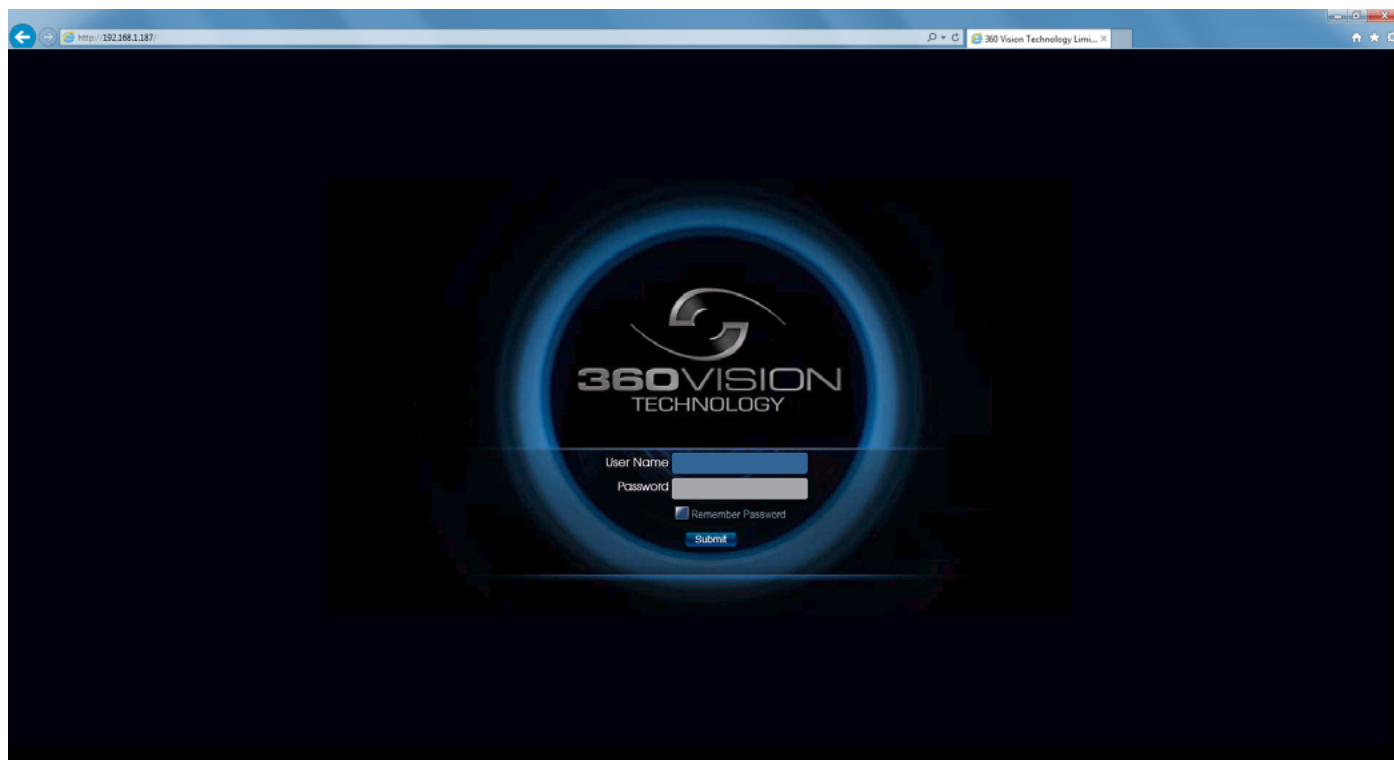 http://192.168.1.187/
360 Vision Technology Limi...
360VISION
TECHNOLOGY
User Name
Password
Remember Password
Submit